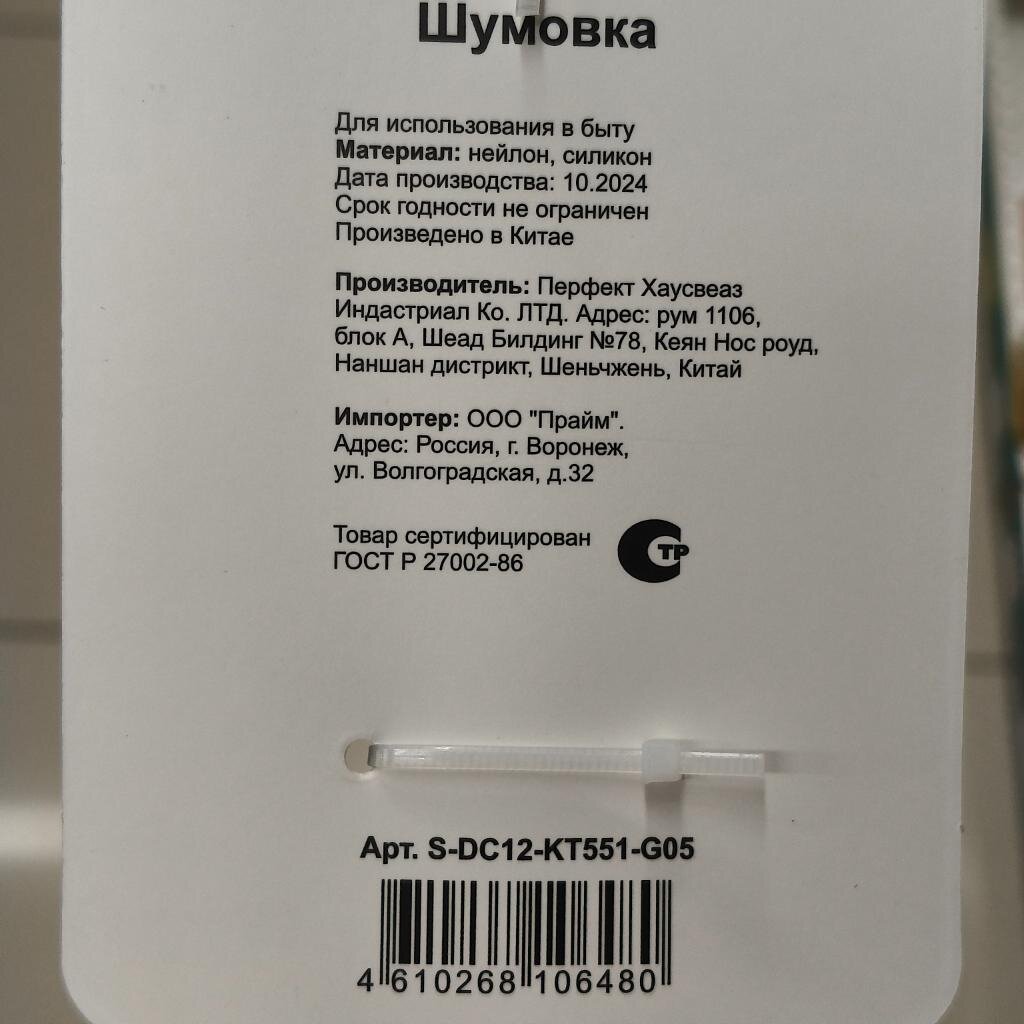 Шумовка
Для использования в быту
Материал: нейлон, силикон
Дата производства: 10.2024
Срок годности не ограничен
Произведено в Китае
Производитель: Перфект Хаусвеаз
Индастриал Ко. ЛТД. Адрес: рум 1106,
блок А, Шеад Билдинг №78, Кеян Нос роуд,
Наншан дистрикт, Шеньчжень, Китай
Импортер: ООО "Прайм".
Адрес: Россия, г. Воронеж,
ул. Волгоградская, д.32
Товар сертифицирован
ГОСТ Р 27002-86
СТР
Арт. S-DC12-KT551-G05
4 610268 106480